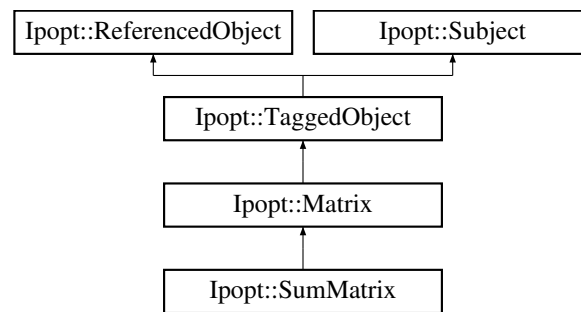 Ipopt::ReferencedObject
Ipopt::Subject
Ipopt::TaggedObject
Ipopt::Matrix
Ipopt::SumMatrix